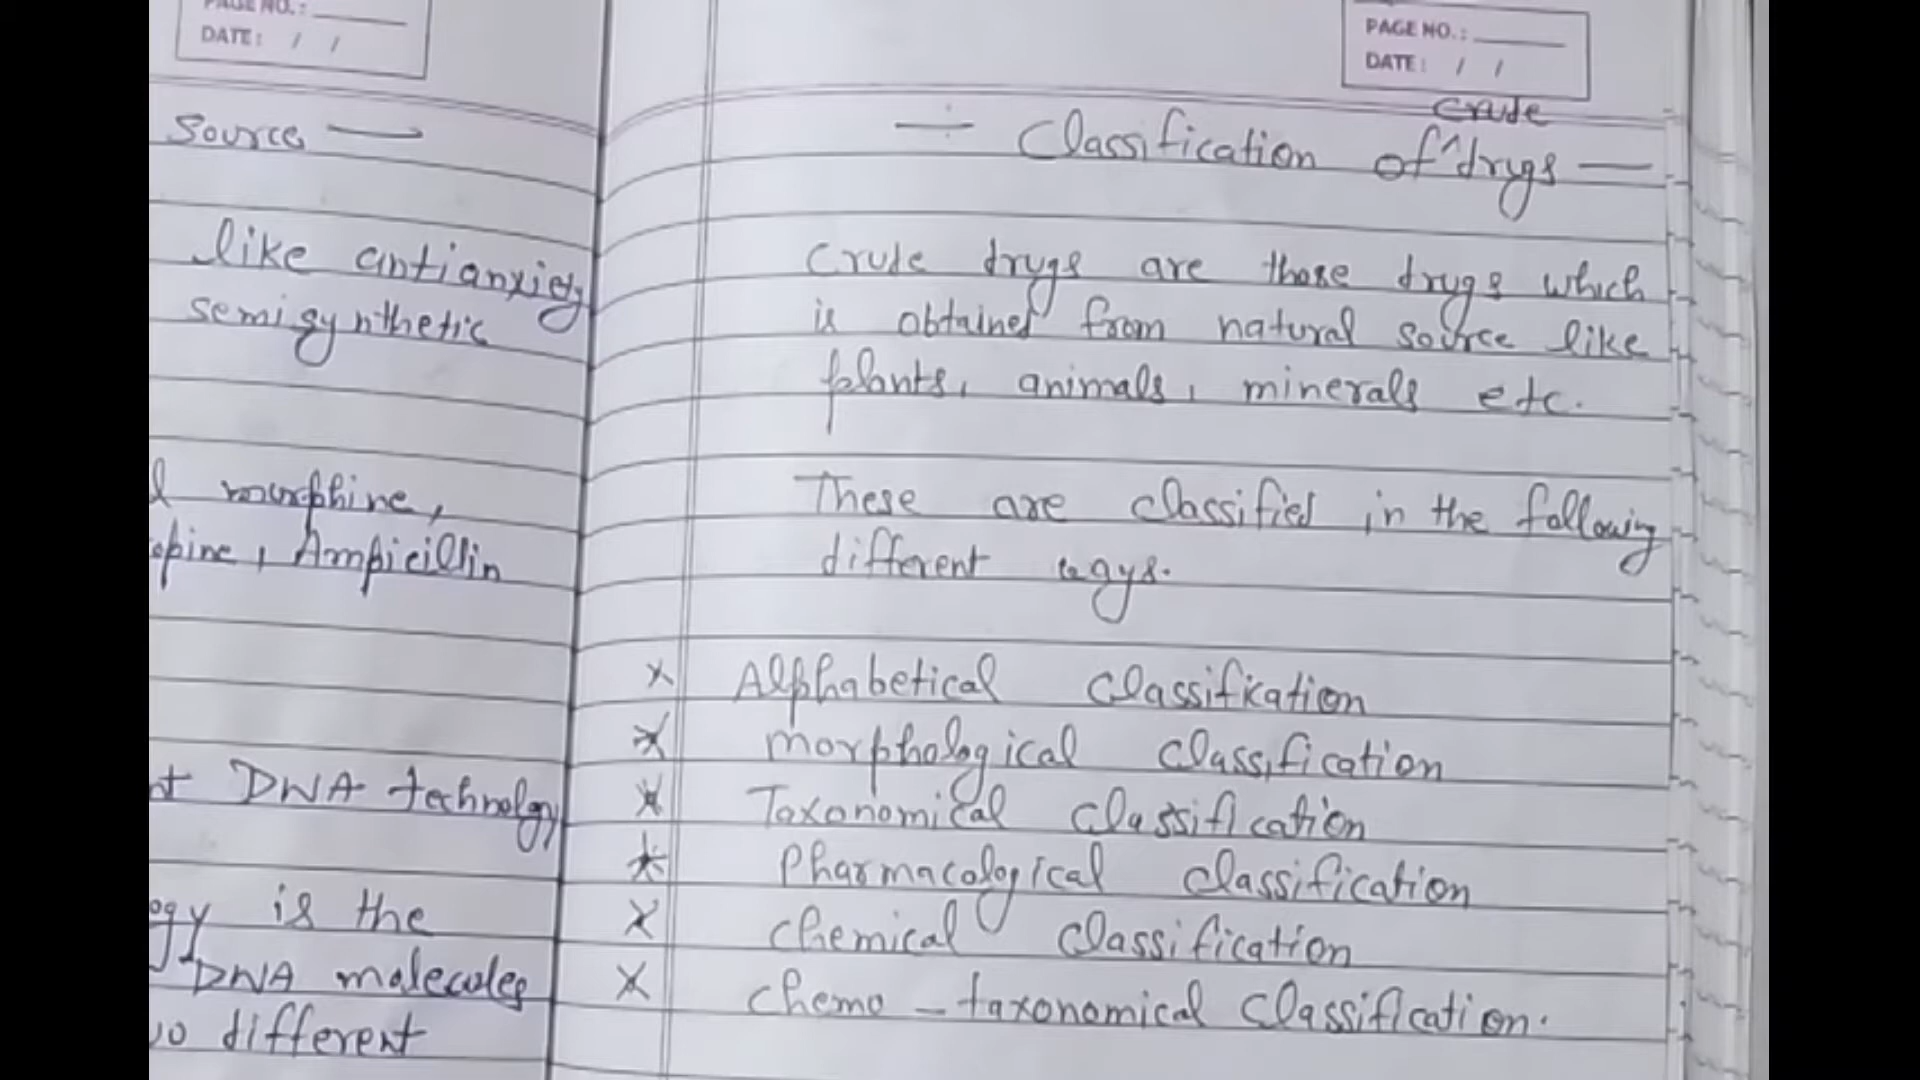 PAGE NO.:
DATE: / /
Source
like antianxiety
semisynthetic
morphine,
Ampicillin
DNA technology
is the
DNA molecules
different
PAGE NO.:
DATE: / /
crude
Classification of ^ drugs
Crude drugs are those drugs which
is obtained from natural source like
plants, animals, minerals etc.
These are classified in the following
different ways.
Alphabetical classification
morphological classification
Taxonomical classification
Pharmacological classification
chemical classification
chemo - taxonomical classification.